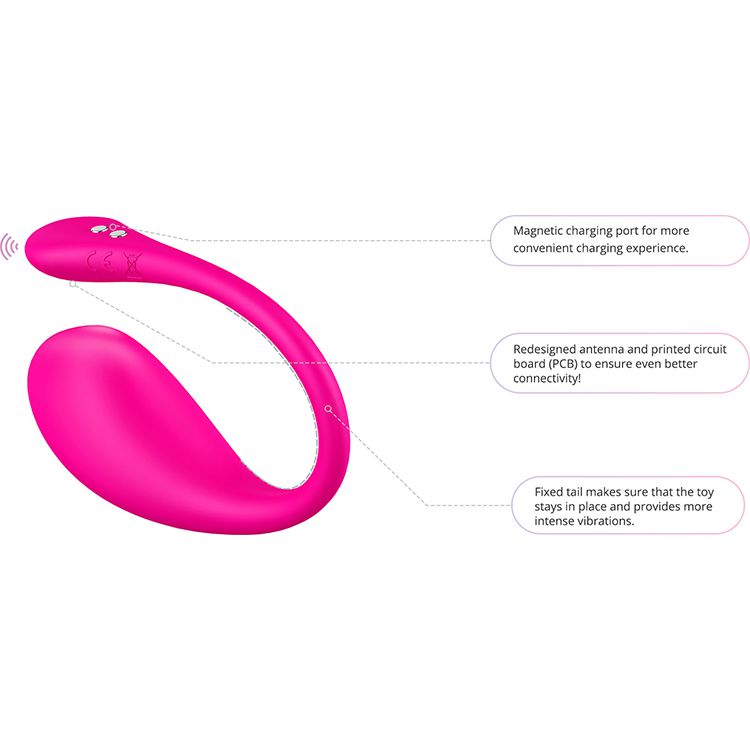 Magnetic charging port for more
convenient charging experience.
CE
Redesigned antenna and printed circuit
board (PCB) to ensure even better
connectivity!
Fixed tail makes sure that the toy
stays in place and provides more
intense vibrations.